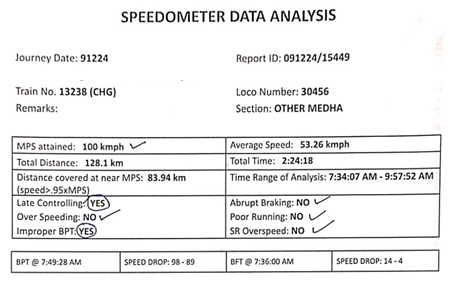 SPEEDOMETER DATA ANALYSIS
Journey Date: 91224 Report ID: 091224/15449
Train No. 13238 (CHG) Loco Number: 30456
Remarks: Section: OTHER MEDHA
MPS attained: 100 kmph Average Speed: 53.26 kmph
Total Distance: 128.1 km Total Time: 2:24:18
Distance covered at near MPS: 83.94 km Time Range of Analysis: 7:34:07 AM - 9:57:52 AM
(speed>.95xMPS)
Late Controlling: YES Abrupt Braking: NO
Over Speeding: NO Poor Running: NO
Improper BPT: YES SR Overspeed: NO
BPT @ 7:49:28 AM SPEED DROP: 98 - 89 BFT @ 7:36:00 AM SPEED DROP: 14 - 4